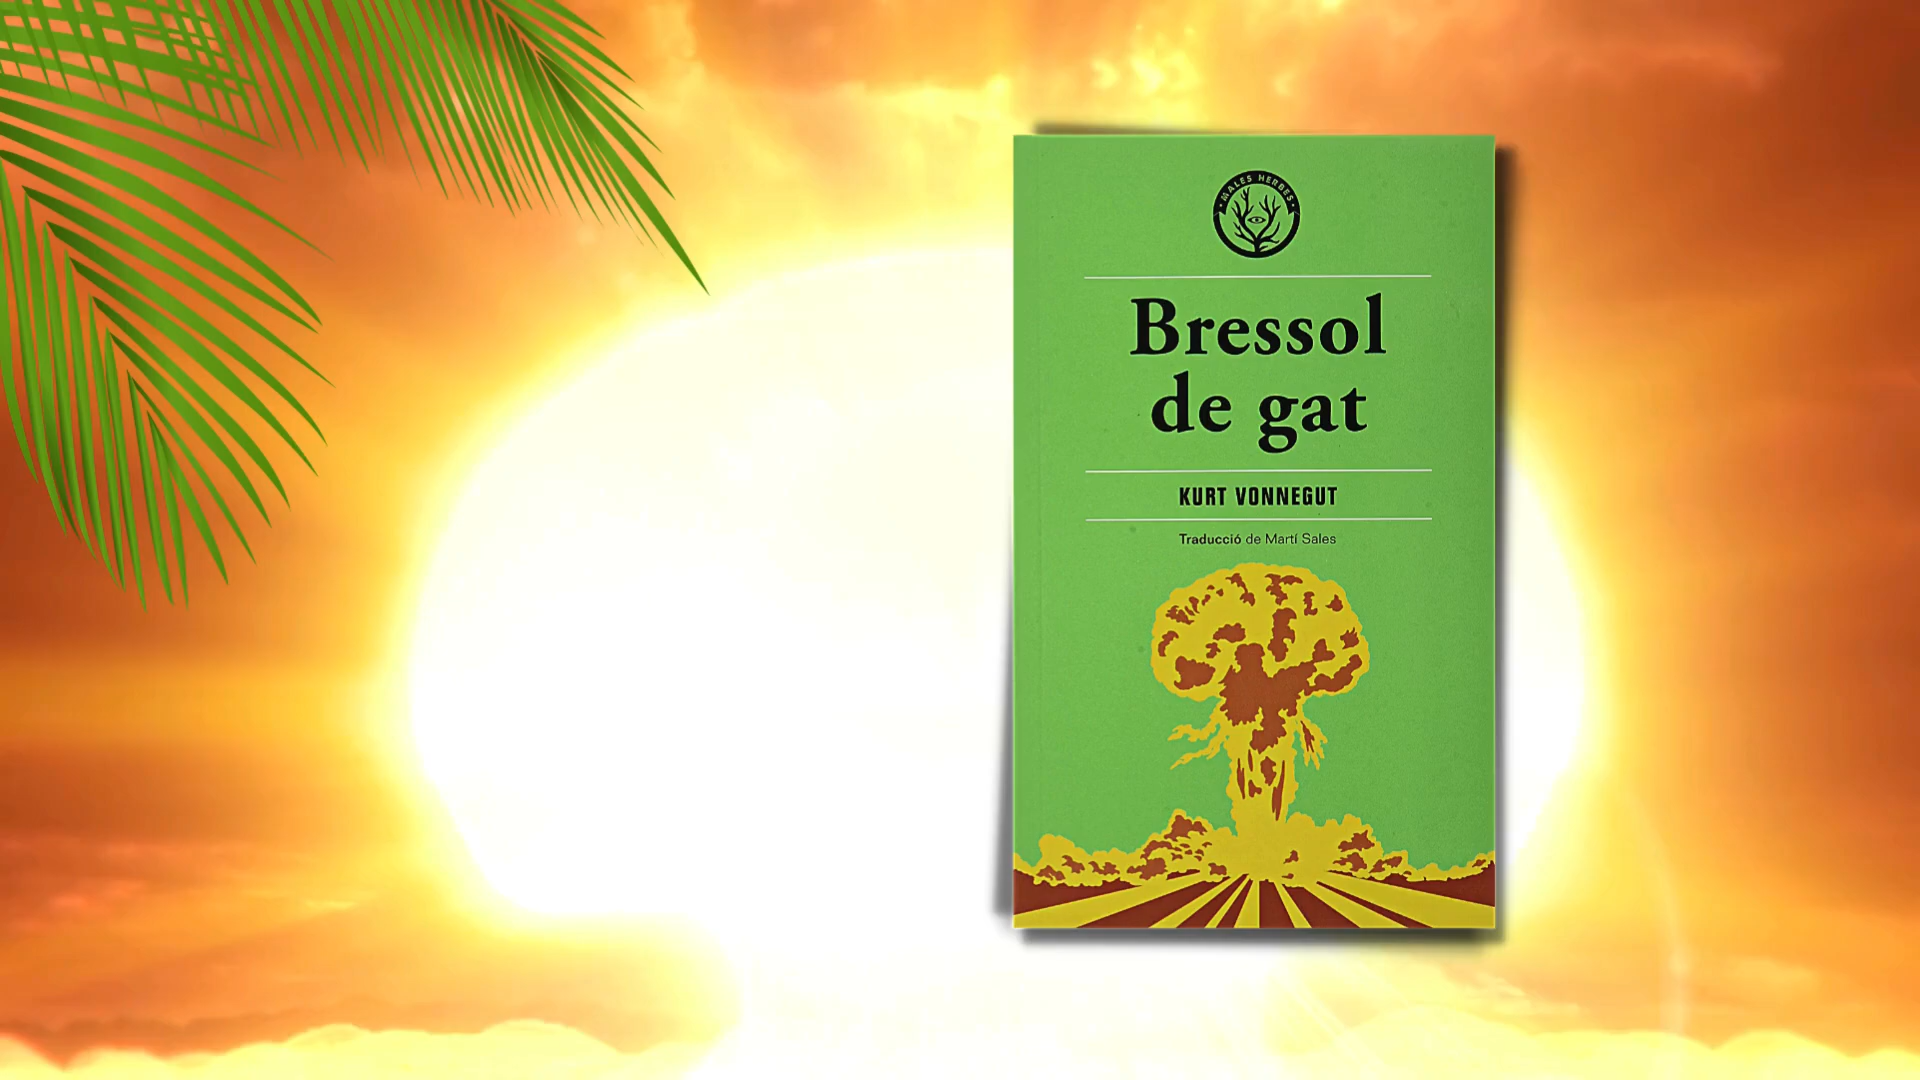 MALES HERBES
Bressol
de gat
KURT VONNEGUT
Traducció de Martí Sales